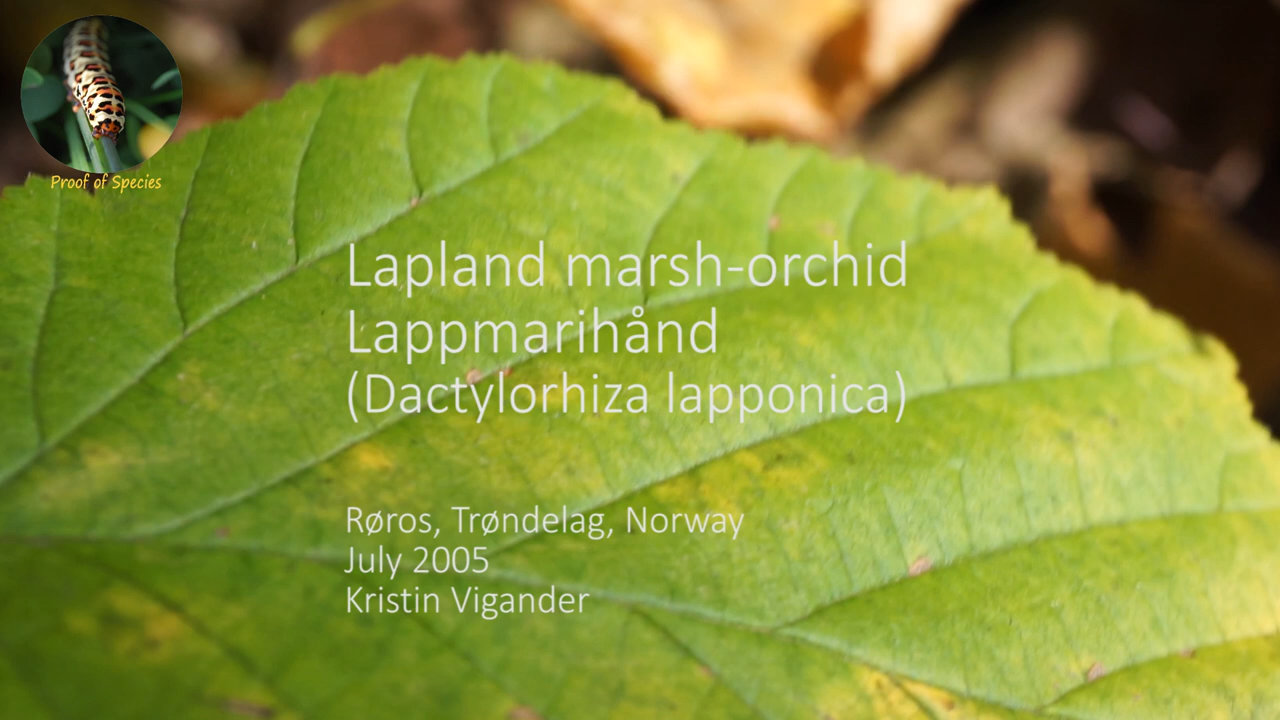 Proof of Species
Lapland marsh-orchid
Lappmarihånd
(Dactylorhiza lapponica)
Røros, Trøndelag, Norway
July 2005
Kristin Vigander